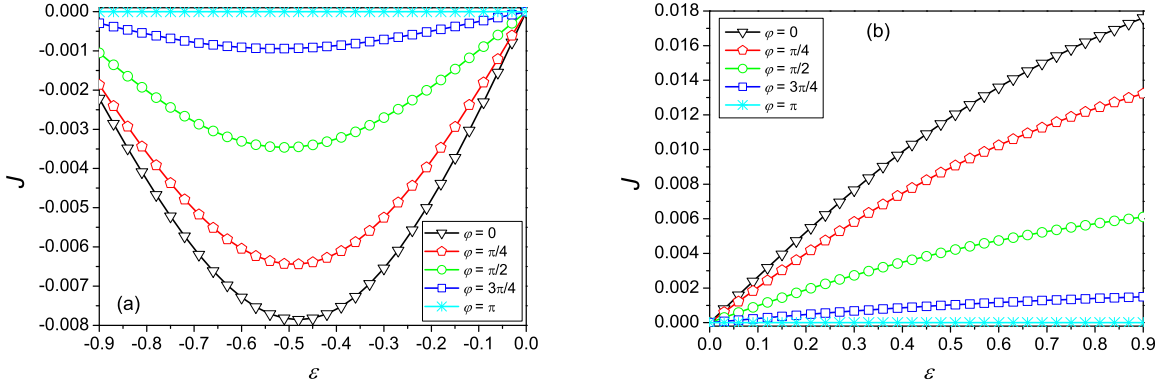 0.000
-0.001
-0.002
-0.003
-0.004
-0.005
-0.006
-0.007
-0.008
J
-0.9 -0.8 -0.7 -0.6 -0.5 -0.4 -0.3 -0.2 -0.1 0.0
ε
(a)
φ = 0
φ = π/4
φ = π/2
φ = 3π/4
φ = π
0.018
0.016
0.014
0.012
0.010
0.008
0.006
0.004
0.002
0.000
J
0.0 0.1 0.2 0.3 0.4 0.5 0.6 0.7 0.8 0.9
ε
(b)
φ = 0
φ = π/4
φ = π/2
φ = 3π/4
φ = π